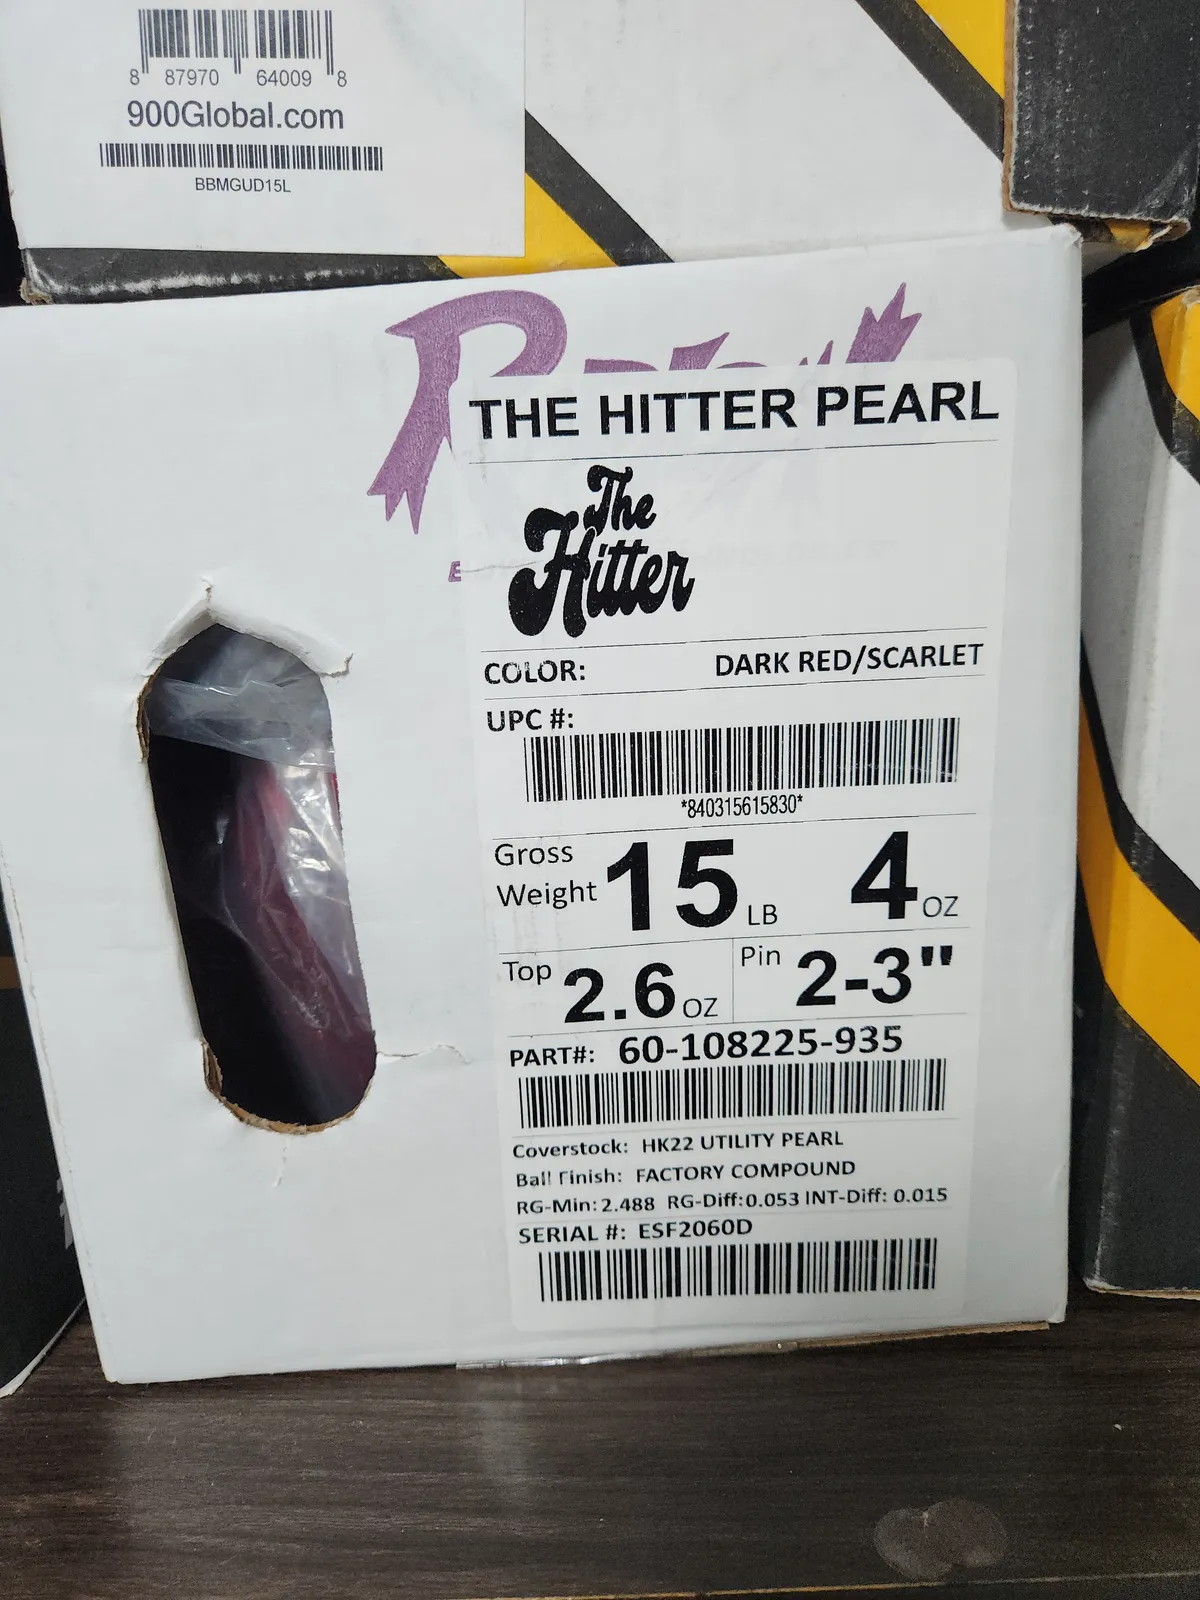 8 87970 64009 8
900Global.com
BBMGUD15L
THE HITTER PEARL
The
Hitter
COLOR: DARK RED/SCARLET
UPC #:
*840315615830*
Gross
Weight 15 LB 4 OZ
Top 2.6 OZ Pin 2-3"
PART#: 60-108225-935
Coverstock: HK22 UTILITY PEARL
Ball Finish: FACTORY COMPOUND
RG-Min: 2.488 RG-Diff: 0.053 INT-Diff: 0.015
SERIAL #: ESF2060D